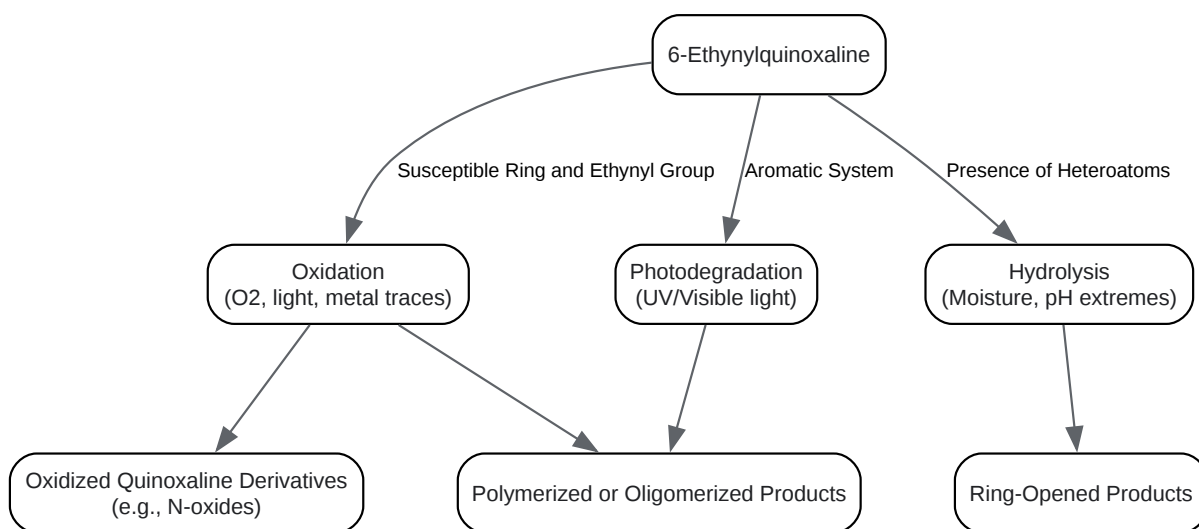 6-Ethynylquinoxaline
Susceptible Ring and Ethynyl Group
Aromatic System
Presence of Heteroatoms
Oxidation
(O2, light, metal traces)
Photodegradation
(UV/Visible light)
Hydrolysis
(Moisture, pH extremes)
Oxidized Quinoxaline Derivatives
(e.g., N-oxides)
Polymerized or Oligomerized Products
Ring-Opened Products